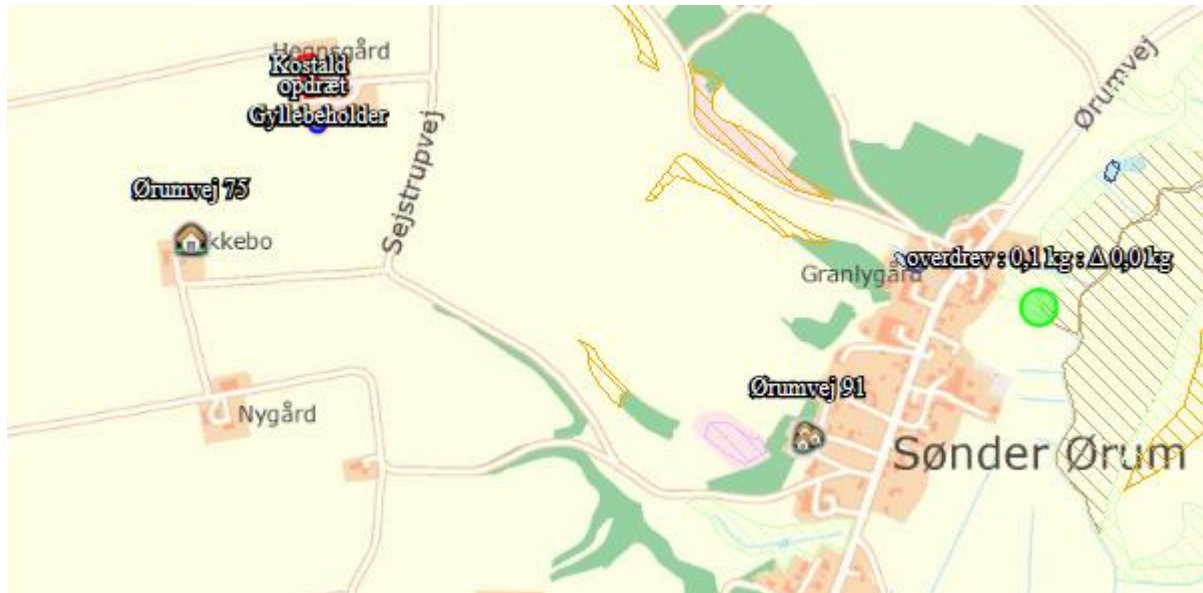 Hegnsgård
Kostald
opdræt
Gyllebeholder
Ørumvej
Sejstrupvej
Ørumvej 75
kkebo
overdrev : 0,1 kg : Δ 0,0 kg
Granlygård
Nygård
Ørumvej 91
Sønder Ørum